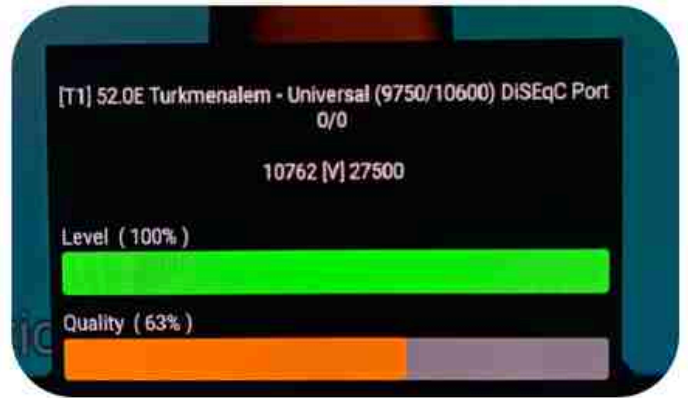 [T1] 52.0E Turkmenalem - Universal (9750/10600) DiSEqC Port
0/0
10762 [V] 27500
Level ( 100% )
Quality ( 63% )